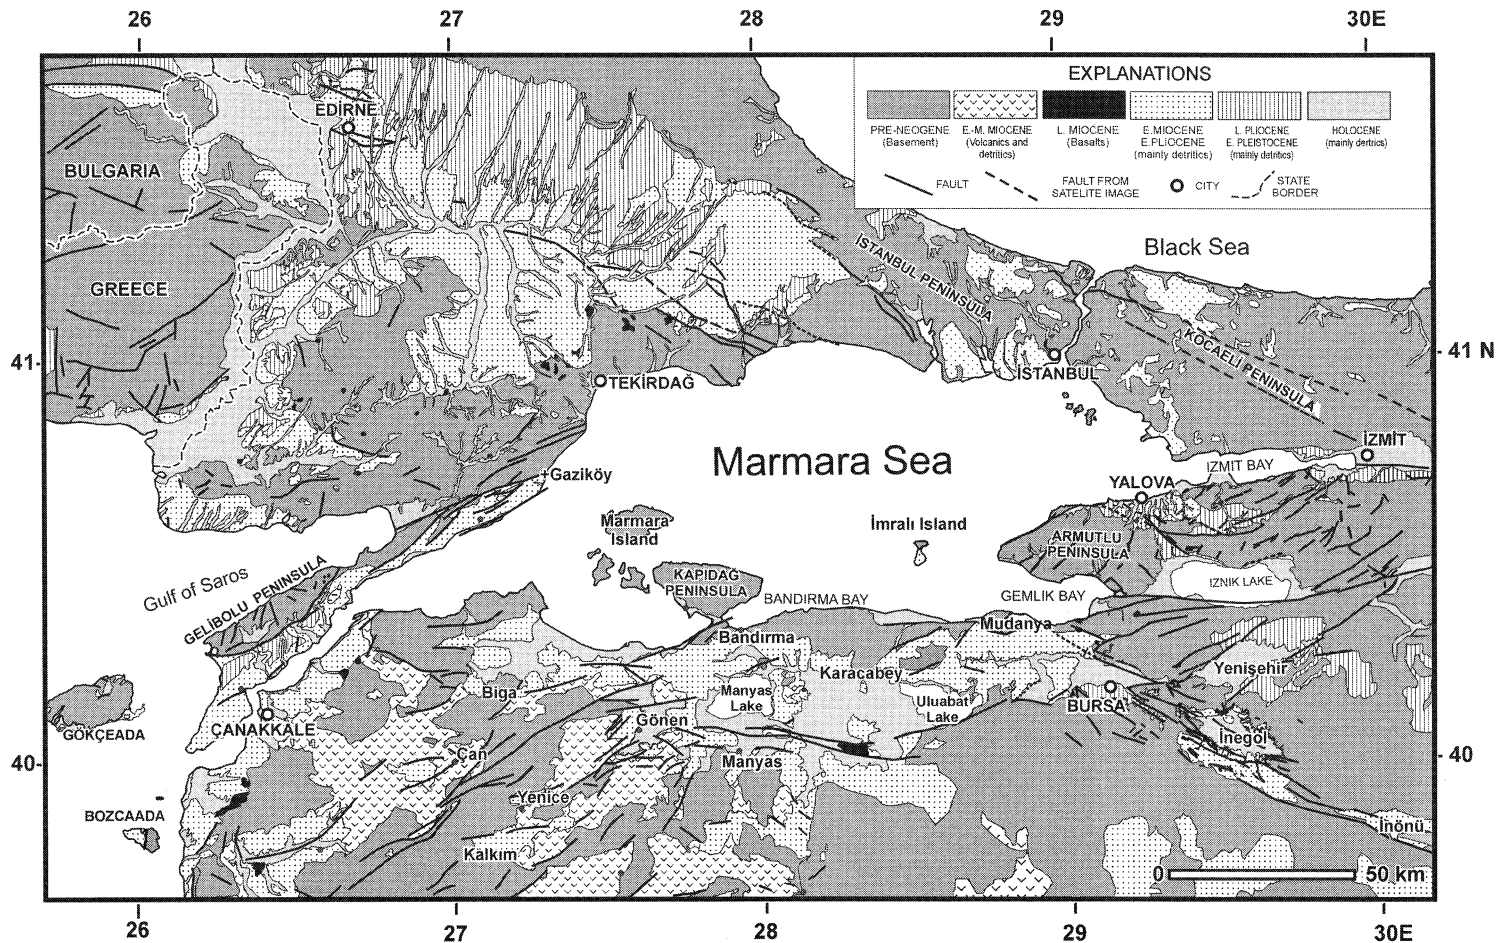 26
27
28
29
30E
EXPLANATIONS
PRE-NEOGENE
(Basement)
E.-M. MIOCENE
(Volcanics and
detritics)
L. MIOCENE
(Basalts)
E.MIOCENE
E.PLIOCENE
(mainly detritics)
L. PLIOCENE
E. PLEISTOCENE
(mainly detritics)
HOLOCENE
(mainly detrtics)
FAULT
FAULT FROM
SATELITE IMAGE
CITY
STATE
BORDER
EDİRNE
BULGARIA
GREECE
Black Sea
İSTANBUL PENINSULA
KOCAELİ PENINSULA
41
41 N
İSTANBUL
TEKİRDAĞ
Marmara Sea
İZMİT
IZMIT BAY
YALOVA
+Gaziköy
Marmara
Island
İmralı Island
ARMUTLU
PENINSULA
KAPIDAĞ
PENINSULA
IZNIK LAKE
Gulf of Saros
GELİBOLU PENINSULA
BANDIRMA BAY
GEMLIK BAY
Bandırma
Mudanya
Karacabey
Yenişehir
Biga
Manyas
Lake
Uluabat
Lake
BURSA
GÖKÇEADA
ÇANAKKALE
Gönen
İnegöl
Çan
Manyas
40
40
Yenice
BOZCAADA
Kalkım
İnönü
0
50 km
26
27
28
29
30E